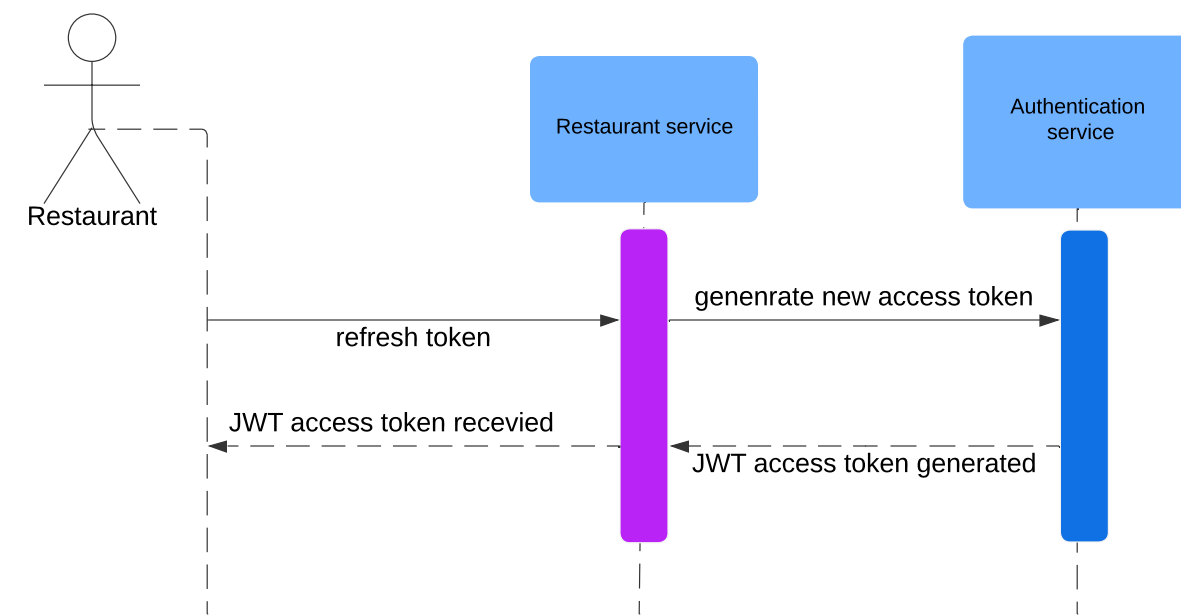 Restaurant service
Authentication
service
Restaurant
genenrate new access token
refresh token
JWT access token recevied
JWT access token generated